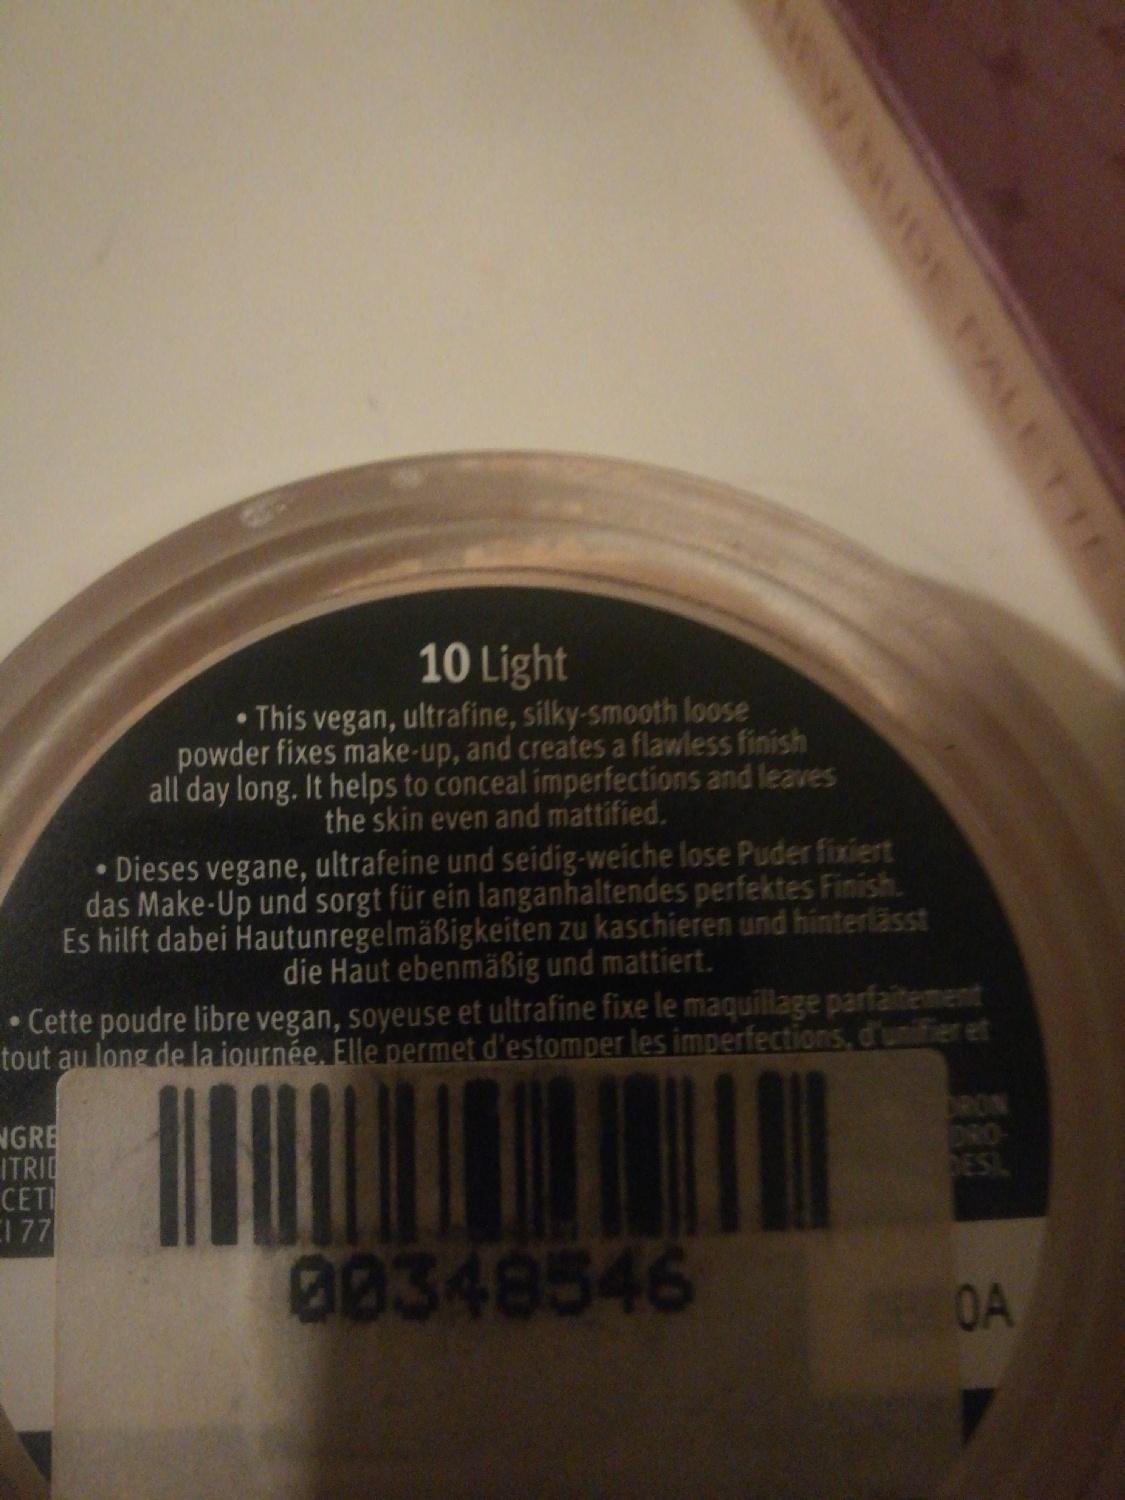 NUDE PALETTE
10 Light
• This vegan, ultrafine, silky-smooth loose
powder fixes make-up, and creates a flawless finish
all day long. It helps to conceal imperfections and leaves
the skin even and mattified.
• Dieses vegane, ultrafeine und seidig-weiche lose Puder fixiert
das Make-Up und sorgt für ein langanhaltendes perfektes Finish.
Es hilft dabei Hautunregelmäßigkeiten zu kaschieren und hinterlässt
die Haut ebenmäßig und mattiert.
• Cette poudre libre vegan, soyeuse et ultrafine fixe le maquillage parfaitement
tout au long de la journée. Elle permet d'estomper les imperfections, d'unifier et
00348546
0A